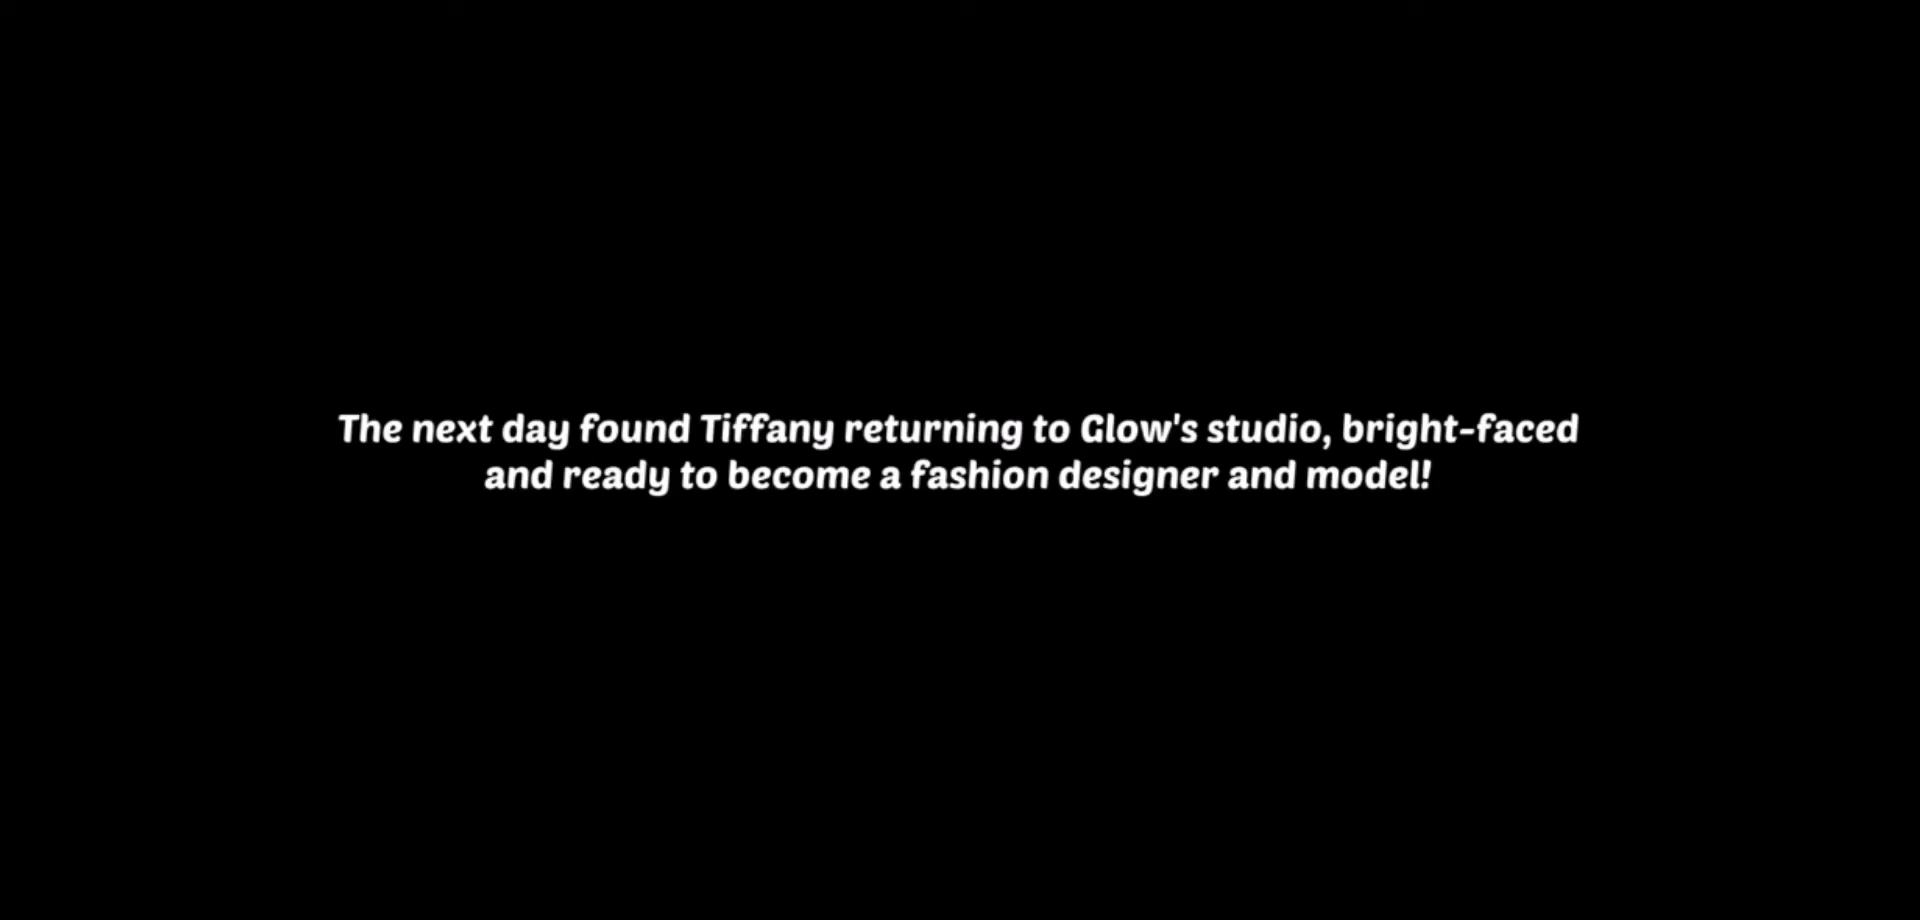 The next day found Tiffany returning to Glow's studio, bright-faced
and ready to become a fashion designer and model!